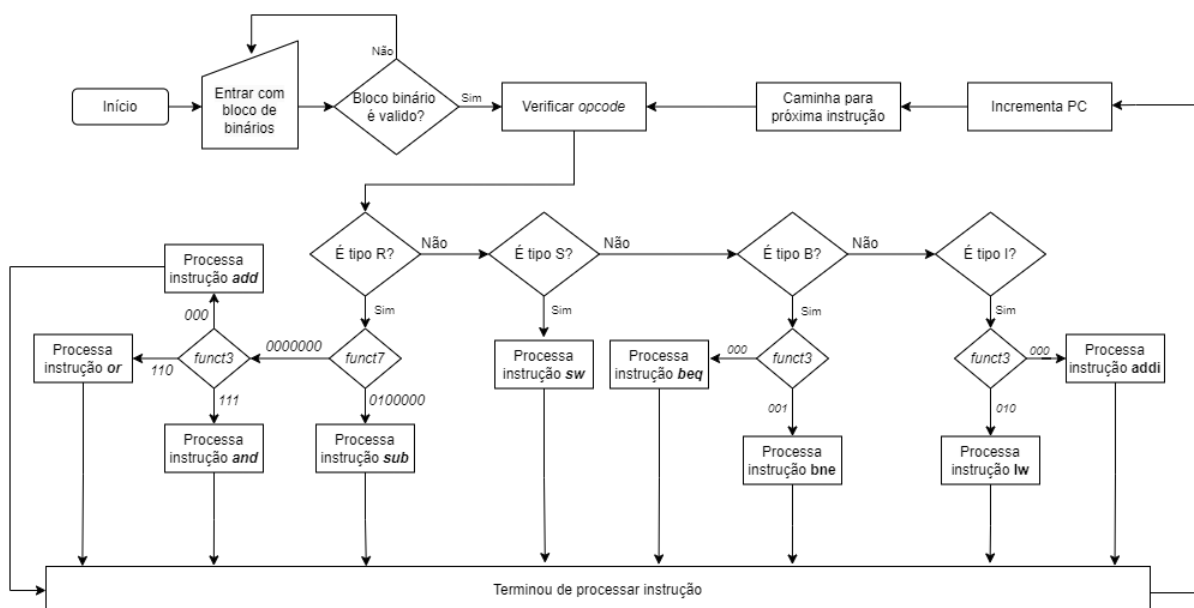 Não
Início
Entrar com
bloco de
binários
Bloco binário
é valido?
Sim
Verificar opcode
Caminha para
próxima instrução
Incrementa PC
É tipo R?
Não
É tipo S?
Não
É tipo B?
Não
É tipo I?
Processa
instrução add
Sim
Sim
Sim
Sim
000
Processa
instrução or
110
funct3
0000000
funct7
Processa
instrução sw
Processa
instrução beq
000
funct3
funct3
000
Processa
instrução addi
111
0100000
001
010
Processa
instrução and
Processa
instrução sub
Processa
instrução bne
Processa
instrução lw
Terminou de processar instrução